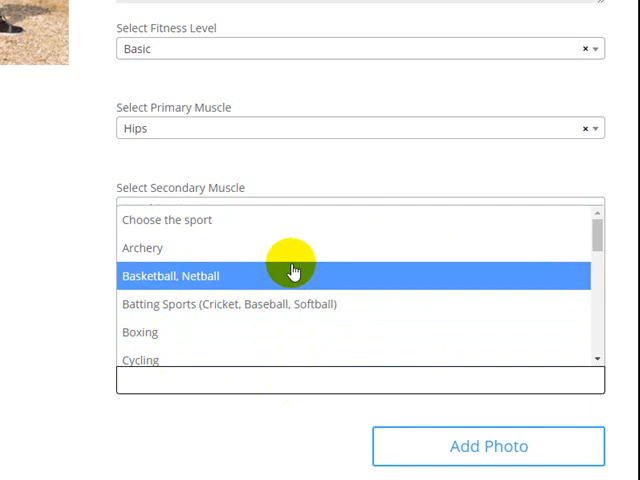 Select Fitness Level
Basic × 
Select Primary Muscle
Hips ×
Select Secondary Muscle
Choose the sport
Archery
Basketball, Netball
Batting Sports (Cricket, Baseball, Softball)
Boxing
Cycling
Add Photo